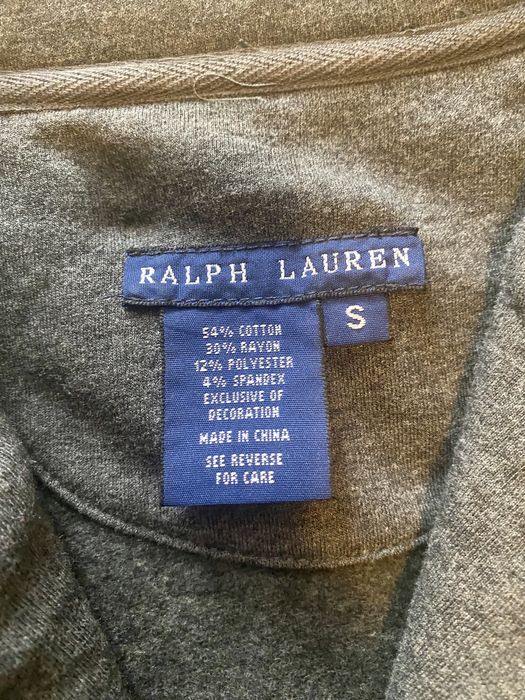 RALPH LAUREN
S
54% COTTON
30% RAYON
12% POLYESTER
4% SPANDEX
EXCLUSIVE OF
DECORATION
MADE IN CHINA
SEE REVERSE
FOR CARE